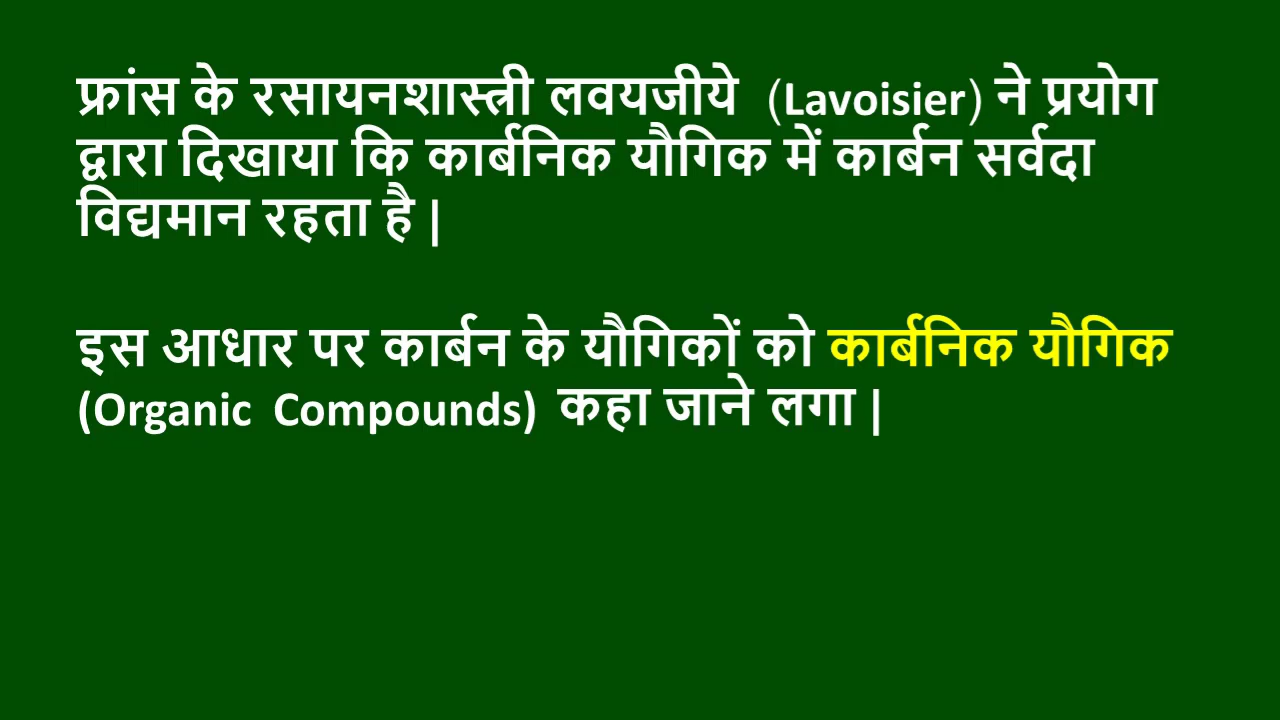 फ्रांस के रसायनशास्त्री लवयजीये (Lavoisier) ने प्रयोग
द्वारा दिखाया कि कार्बनिक यौगिक में कार्बन सर्वदा
विद्यमान रहता है |
इस आधार पर कार्बन के यौगिकों को कार्बनिक यौगिक
(Organic Compounds) कहा जाने लगा |